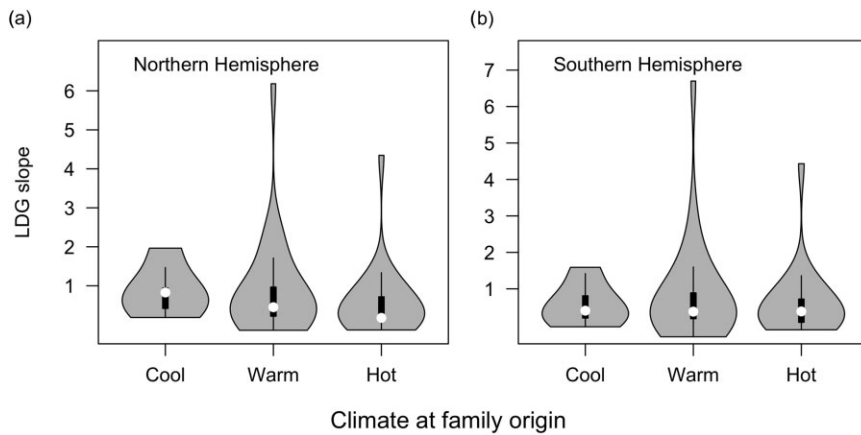 (a)
Northern Hemisphere
LDG slope
6
5
4
3
2
1
Cool Warm Hot
(b)
Southern Hemisphere
7
6
5
4
3
2
1
Cool Warm Hot
Climate at family origin